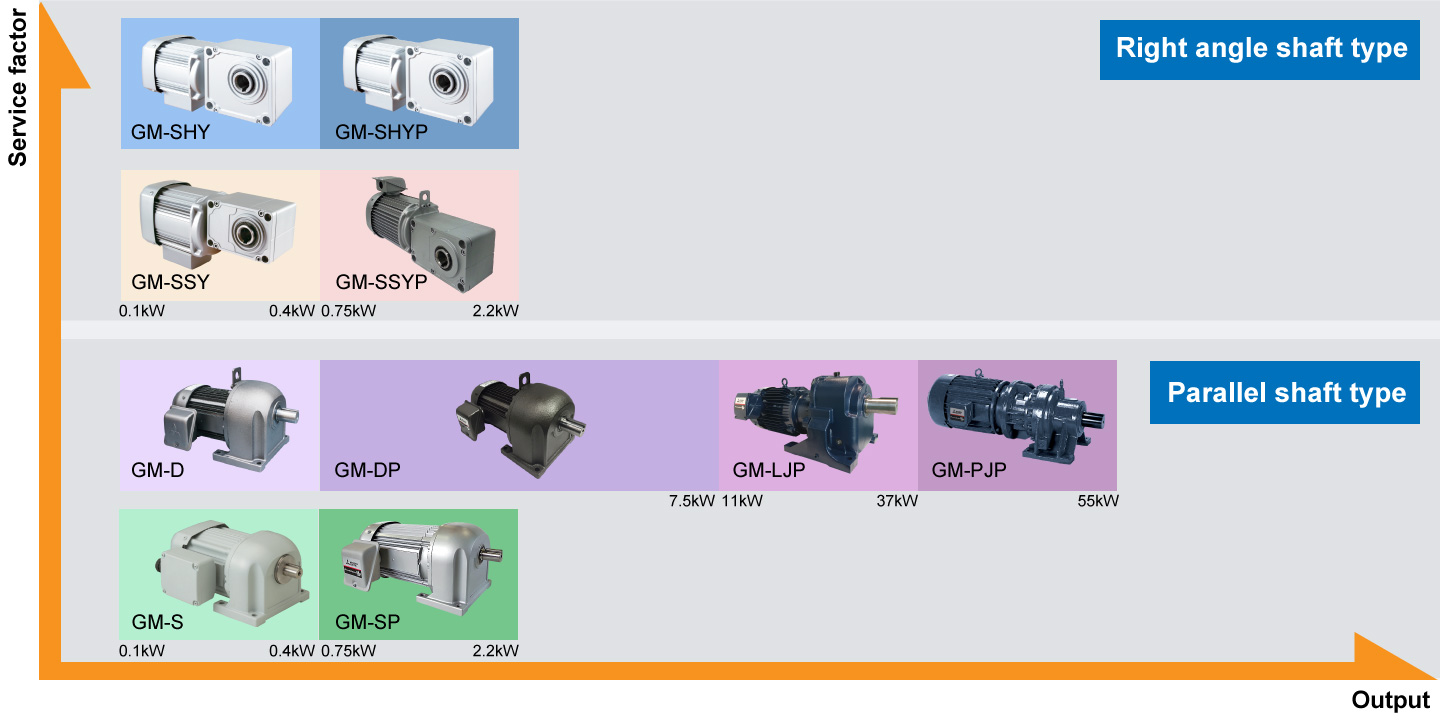 Service factor
Right angle shaft type
GM-SHY
GM-SHYP
GM-SSY
GM-SSYP
0.1kW
0.4kW
0.75kW
2.2kW
Parallel shaft type
GM-D
GM-DP
GM-LJP
GM-PJP
7.5kW
11kW
37kW
55kW
GM-S
GM-SP
0.1kW
0.4kW
0.75kW
2.2kW
Output